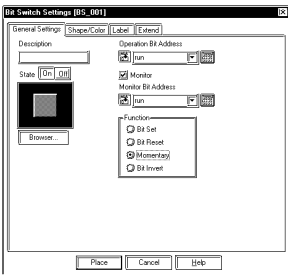 Bit Switch Settings [BS_001]
General Settings Shape/Color Label Extend
Description
Operation Bit Address
run
State On Off
Monitor
Monitor Bit Address
run
Browser...
Function
Bit Set
Bit Reset
Momentary
Bit Invert
Place Cancel Help